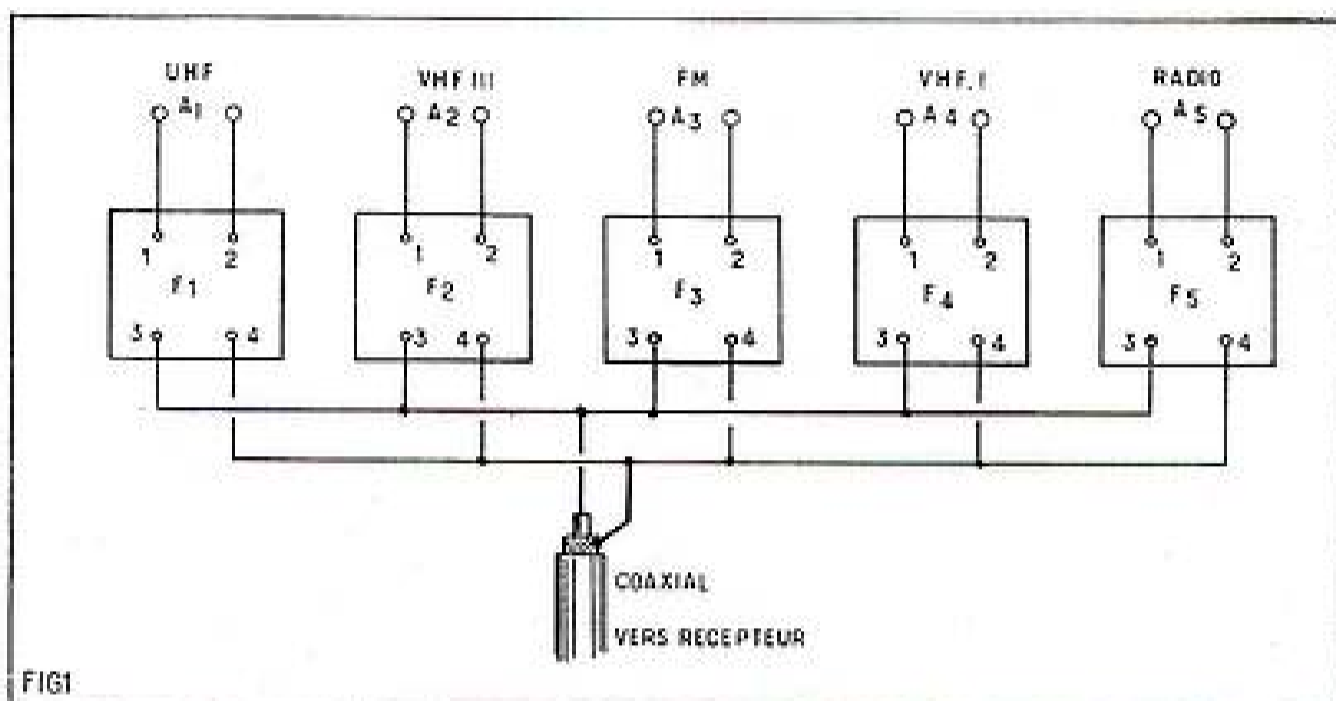 UHF VHF III FM VHF. I RADIO
A1 A2 A3 A4 A5
1 2 1 2 1 2 1 2 1 2
F1 F2 F3 F4 F5
3 4 3 4 3 4 3 4 3 4
COAXIAL
VERS RECEPTEUR
FIG1